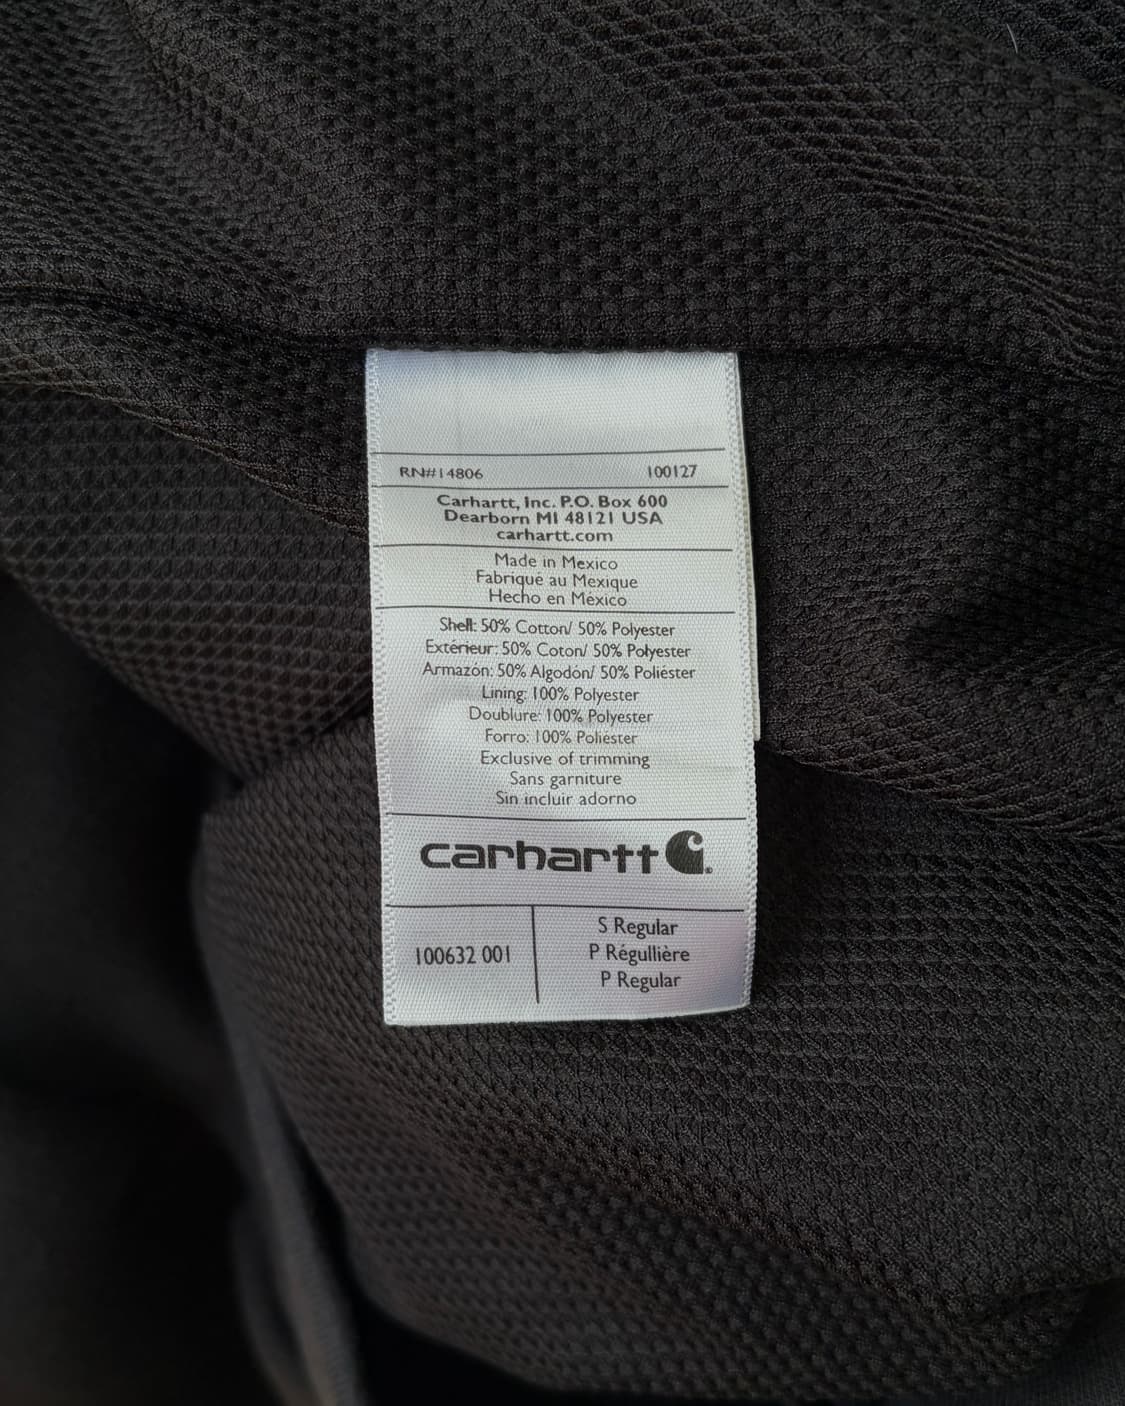 RN#14806 100127
Carhartt, Inc. P.O. Box 600
Dearborn MI 48121 USA
carhartt.com
Made in Mexico
Fabriqué au Mexique
Hecho en México
Shell: 50% Cotton/ 50% Polyester
Extérieur: 50% Coton/ 50% Polyester
Armazón: 50% Algodón/ 50% Poliéster
Lining: 100% Polyester
Doublure: 100% Polyester
Forro: 100% Poliéster
Exclusive of trimming
Sans garniture
Sin incluir adorno
carhartt
100632 001
S Regular
P Régullière
P Regular